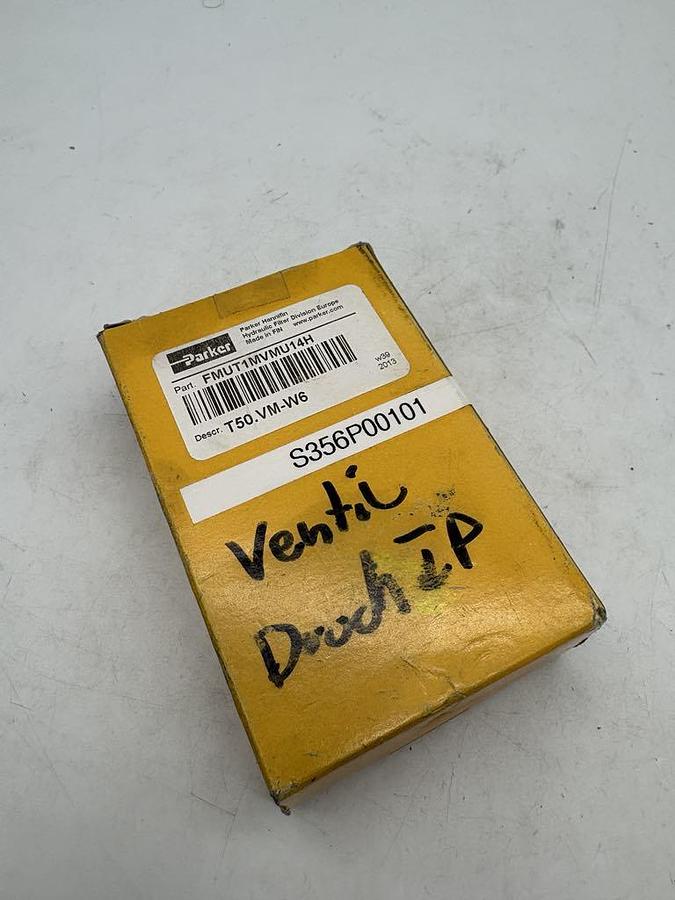 Parker
Parker Hannifin
Hydraulic Filter Division Europe
Made in FIN www.parker.com
Part. FMUT1MVMU14H
w39
2013
Descr. T50.VM-W6
S356P00101
Ventil